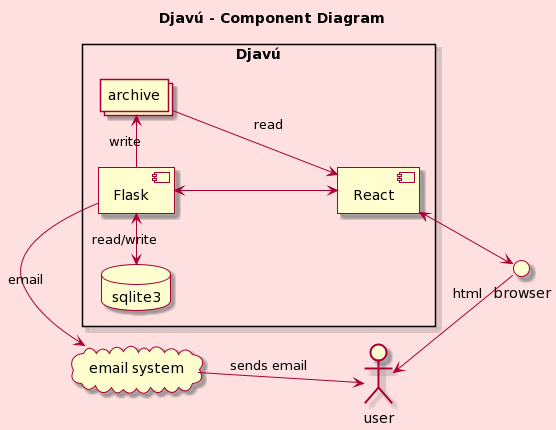 Djavú - Component Diagram
Djavú
archive
read
write
Flask
React
read/write
email
sqlite3
html
browser
email system
sends email
user